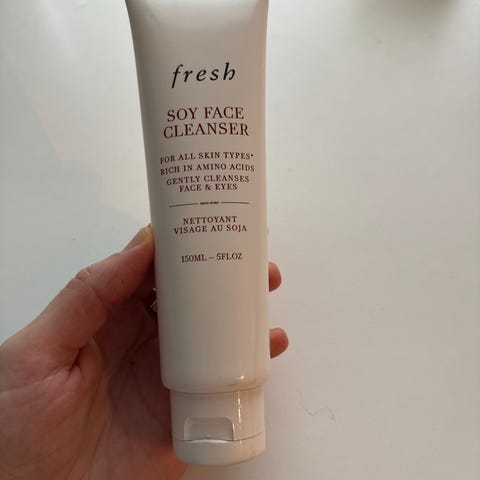 fresh
SOY FACE
CLEANSER
FOR ALL SKIN TYPES*
RICH IN AMINO ACIDS
GENTLY CLEANSES
FACE & EYES
NETTOYANT
VISAGE AU SOJA
150ML – 5FL.OZ